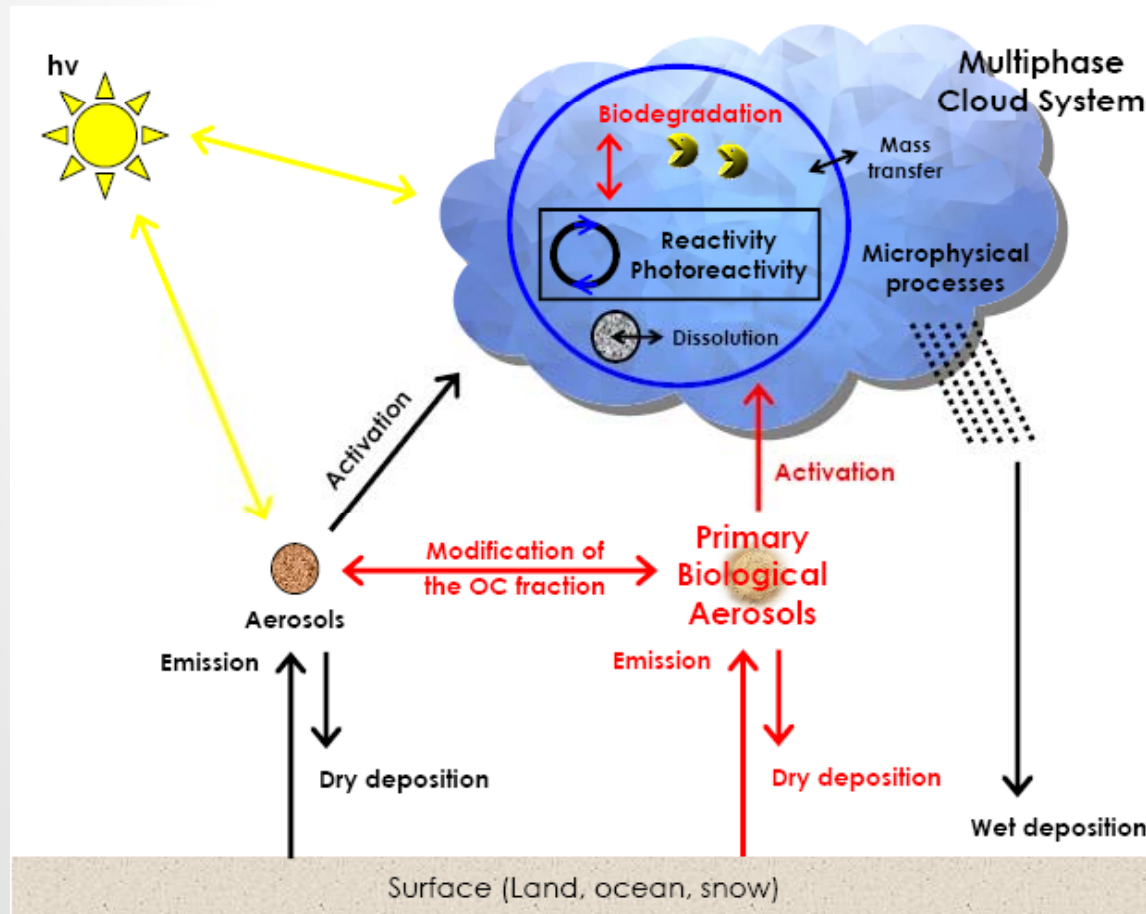 hv
Multiphase
Cloud System
Biodegradation
Mass
transfer
Reactivity
Photoreactivity
Microphysical
processes
Dissolution
Activation
Activation
Modification of
the OC fraction
Primary
Biological
Aerosols
Aerosols
Emission
Emission
Dry deposition
Dry deposition
Wet deposition
Surface (Land, ocean, snow)